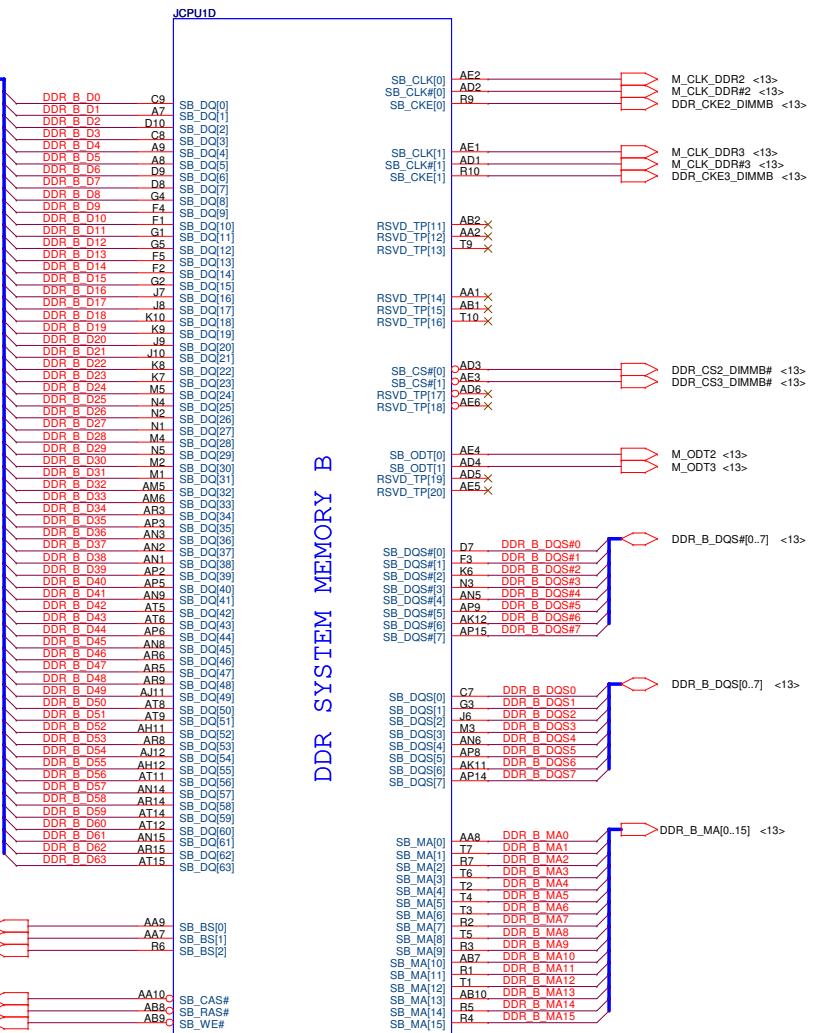 JCPU1D
DDR_B_D0 C9 SB_DQ[0]
DDR_B_D1 A7 SB_DQ[1]
DDR_B_D2 D10 SB_DQ[2]
DDR_B_D3 C8 SB_DQ[3]
DDR_B_D4 A9 SB_DQ[4]
DDR_B_D5 A8 SB_DQ[5]
DDR_B_D6 D9 SB_DQ[6]
DDR_B_D7 D8 SB_DQ[7]
DDR_B_D8 G4 SB_DQ[8]
DDR_B_D9 F4 SB_DQ[9]
DDR_B_D10 F1 SB_DQ[10]
DDR_B_D11 G1 SB_DQ[11]
DDR_B_D12 G5 SB_DQ[12]
DDR_B_D13 F5 SB_DQ[13]
DDR_B_D14 F2 SB_DQ[14]
DDR_B_D15 G2 SB_DQ[15]
DDR_B_D16 J7 SB_DQ[16]
DDR_B_D17 J8 SB_DQ[17]
DDR_B_D18 K10 SB_DQ[18]
DDR_B_D19 K9 SB_DQ[19]
DDR_B_D20 J9 SB_DQ[20]
DDR_B_D21 J10 SB_DQ[21]
DDR_B_D22 K8 SB_DQ[22]
DDR_B_D23 K7 SB_DQ[23]
DDR_B_D24 M5 SB_DQ[24]
DDR_B_D25 N4 SB_DQ[25]
DDR_B_D26 N2 SB_DQ[26]
DDR_B_D27 N1 SB_DQ[27]
DDR_B_D28 M4 SB_DQ[28]
DDR_B_D29 N5 SB_DQ[29]
DDR_B_D30 M2 SB_DQ[30]
DDR_B_D31 M1 SB_DQ[31]
DDR_B_D32 AM5 SB_DQ[32]
DDR_B_D33 AM6 SB_DQ[33]
DDR_B_D34 AR3 SB_DQ[34]
DDR_B_D35 AP3 SB_DQ[35]
DDR_B_D36 AN3 SB_DQ[36]
DDR_B_D37 AN2 SB_DQ[37]
DDR_B_D38 AN1 SB_DQ[38]
DDR_B_D39 AP2 SB_DQ[39]
DDR_B_D40 AP5 SB_DQ[40]
DDR_B_D41 AN9 SB_DQ[41]
DDR_B_D42 AT5 SB_DQ[42]
DDR_B_D43 AT6 SB_DQ[43]
DDR_B_D44 AP6 SB_DQ[44]
DDR_B_D45 AN8 SB_DQ[45]
DDR_B_D46 AR6 SB_DQ[46]
DDR_B_D47 AR5 SB_DQ[47]
DDR_B_D48 AR9 SB_DQ[48]
DDR_B_D49 AJ11 SB_DQ[49]
DDR_B_D50 AT8 SB_DQ[50]
DDR_B_D51 AT9 SB_DQ[51]
DDR_B_D52 AH11 SB_DQ[52]
DDR_B_D53 AR8 SB_DQ[53]
DDR_B_D54 AJ12 SB_DQ[54]
DDR_B_D55 AH12 SB_DQ[55]
DDR_B_D56 AT11 SB_DQ[56]
DDR_B_D57 AN14 SB_DQ[57]
DDR_B_D58 AR14 SB_DQ[58]
DDR_B_D59 AT14 SB_DQ[59]
DDR_B_D60 AT12 SB_DQ[60]
DDR_B_D61 AN15 SB_DQ[61]
DDR_B_D62 AR15 SB_DQ[62]
DDR_B_D63 AT15 SB_DQ[63]
AA9 SB_BS[0]
AA7 SB_BS[1]
R6 SB_BS[2]
AA10 SB_CAS#
AB8 SB_RAS#
AB9 SB_WE#
DDR SYSTEM MEMORY B
SB_CLK[0] AE2 M_CLK_DDR2 <13>
SB_CLK#[0] AD2 M_CLK_DDR#2 <13>
SB_CKE[0] R9 DDR_CKE2_DIMMB <13>
SB_CLK[1] AE1 M_CLK_DDR3 <13>
SB_CLK#[1] AD1 M_CLK_DDR#3 <13>
SB_CKE[1] R10 DDR_CKE3_DIMMB <13>
RSVD_TP[11] AB2
RSVD_TP[12] AA2
RSVD_TP[13] T9
RSVD_TP[14] AA1
RSVD_TP[15] AB1
RSVD_TP[16] T10
SB_CS#[0] AD3 DDR_CS2_DIMMB# <13>
SB_CS#[1] AE3 DDR_CS3_DIMMB# <13>
RSVD_TP[17] AD6
RSVD_TP[18] AE6
SB_ODT[0] AE4 M_ODT2 <13>
SB_ODT[1] AD4 M_ODT3 <13>
RSVD_TP[19] AD5
RSVD_TP[20] AE5
DDR_B_DQS#[0..7] <13>
SB_DQS#[0] D7 DDR_B_DQS#0
SB_DQS#[1] F3 DDR_B_DQS#1
SB_DQS#[2] K6 DDR_B_DQS#2
SB_DQS#[3] N3 DDR_B_DQS#3
SB_DQS#[4] AN5 DDR_B_DQS#4
SB_DQS#[5] AP9 DDR_B_DQS#5
SB_DQS#[6] AK12 DDR_B_DQS#6
SB_DQS#[7] AP15 DDR_B_DQS#7
DDR_B_DQS[0..7] <13>
SB_DQS[0] C7 DDR_B_DQS0
SB_DQS[1] G3 DDR_B_DQS1
SB_DQS[2] J6 DDR_B_DQS2
SB_DQS[3] M3 DDR_B_DQS3
SB_DQS[4] AN6 DDR_B_DQS4
SB_DQS[5] AP8 DDR_B_DQS5
SB_DQS[6] AK11 DDR_B_DQS6
SB_DQS[7] AP14 DDR_B_DQS7
DDR_B_MA[0..15] <13>
SB_MA[0] AA8 DDR_B_MA0
SB_MA[1] T7 DDR_B_MA1
SB_MA[2] R7 DDR_B_MA2
SB_MA[3] T6 DDR_B_MA3
SB_MA[4] T2 DDR_B_MA4
SB_MA[5] T4 DDR_B_MA5
SB_MA[6] T3 DDR_B_MA6
SB_MA[7] R2 DDR_B_MA7
SB_MA[8] T5 DDR_B_MA8
SB_MA[9] R3 DDR_B_MA9
SB_MA[10] AB7 DDR_B_MA10
SB_MA[11] R1 DDR_B_MA11
SB_MA[12] T1 DDR_B_MA12
SB_MA[13] AB10 DDR_B_MA13
SB_MA[14] R5 DDR_B_MA14
SB_MA[15] R4 DDR_B_MA15